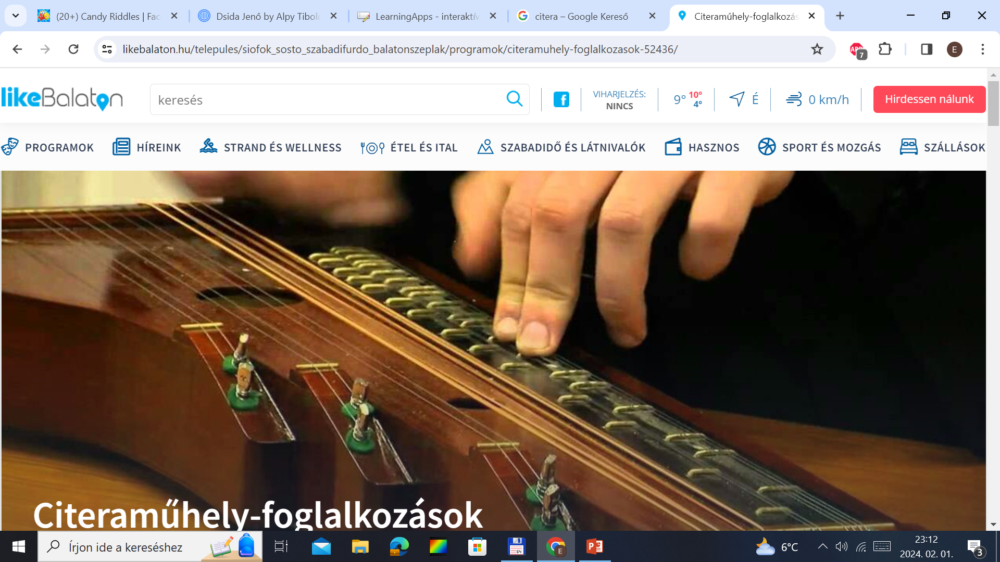 (20+) Candy Riddles | Fac
Dsida Jenő by Alpy Tibolo
LearningApps - interaktív
citera – Google Kereső
Citeraműhely-foglalkozás
likebalaton.hu/telepules/siofok_sosto_szabadifurdo_balatonszeplak/programok/citeramuhely-foglalkozasok-52436/
ABP
7
E
likeBalaton
keresés
f
VIHARJELZÉS:
NINCS
9°
10°
4°
É
0 km/h
Hirdessen nálunk
PROGRAMOK
HÍREINK
STRAND ÉS WELLNESS
ÉTEL ÉS ITAL
SZABADIDŐ ÉS LÁTNIVALÓK
HASZNOS
SPORT ÉS MOZGÁS
SZÁLLÁSOK
Citeraműhely-foglalkozások
Írjon ide a kereséshez
64
E
P
6°C
23:12
2024. 02. 01.
3